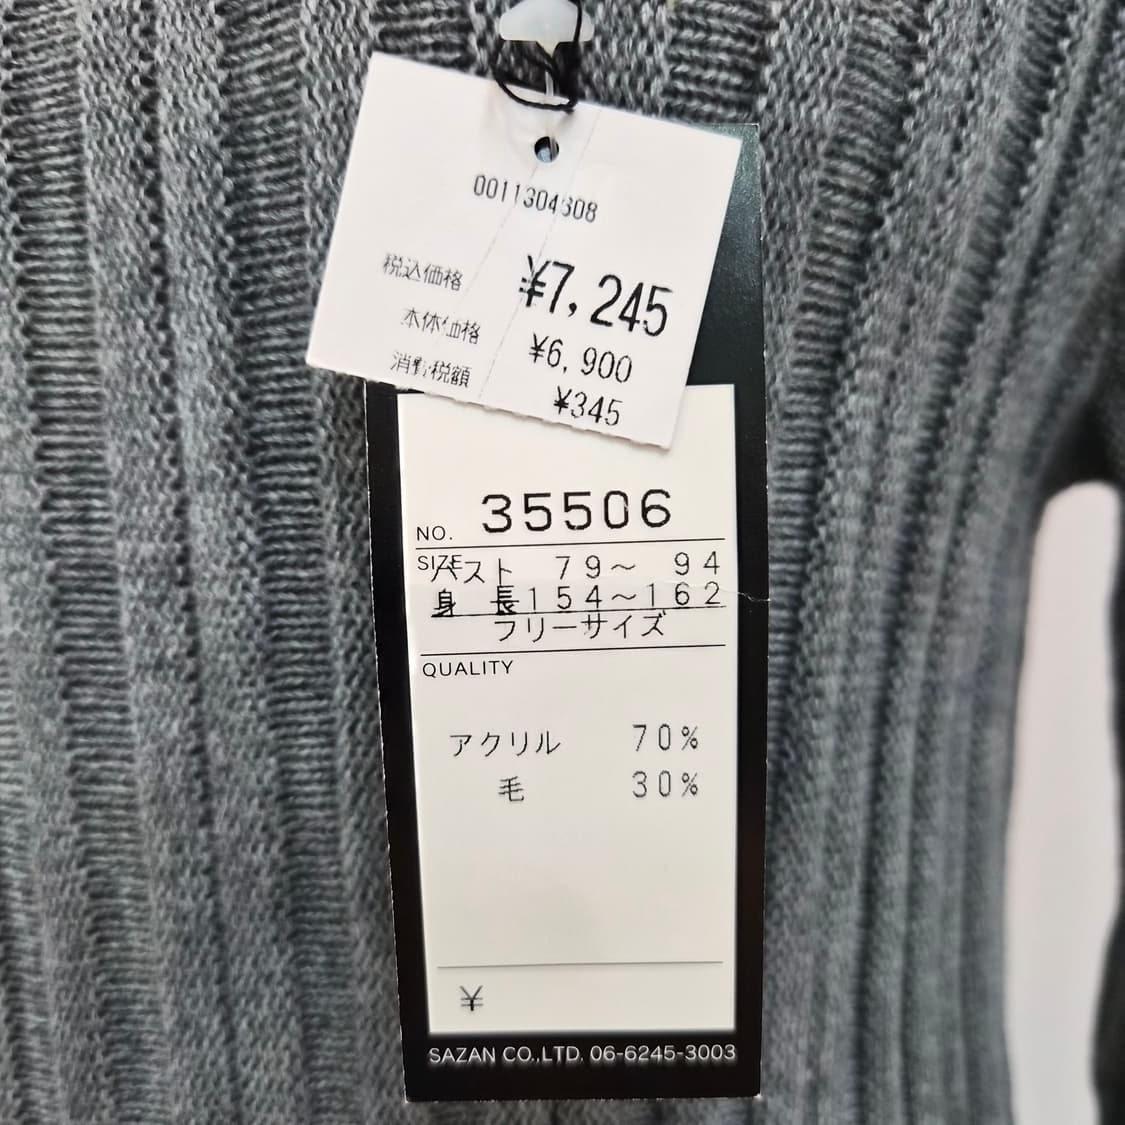 0011304308
税込価格 ¥7,245
本体価格 ¥6,900
消費税額 ¥345
NO. 35506
SIZE
バスト 79～94
身長154～162
フリーサイズ
QUALITY
アクリル 70%
毛 30%
¥
SAZAN CO.,LTD. 06-6245-3003